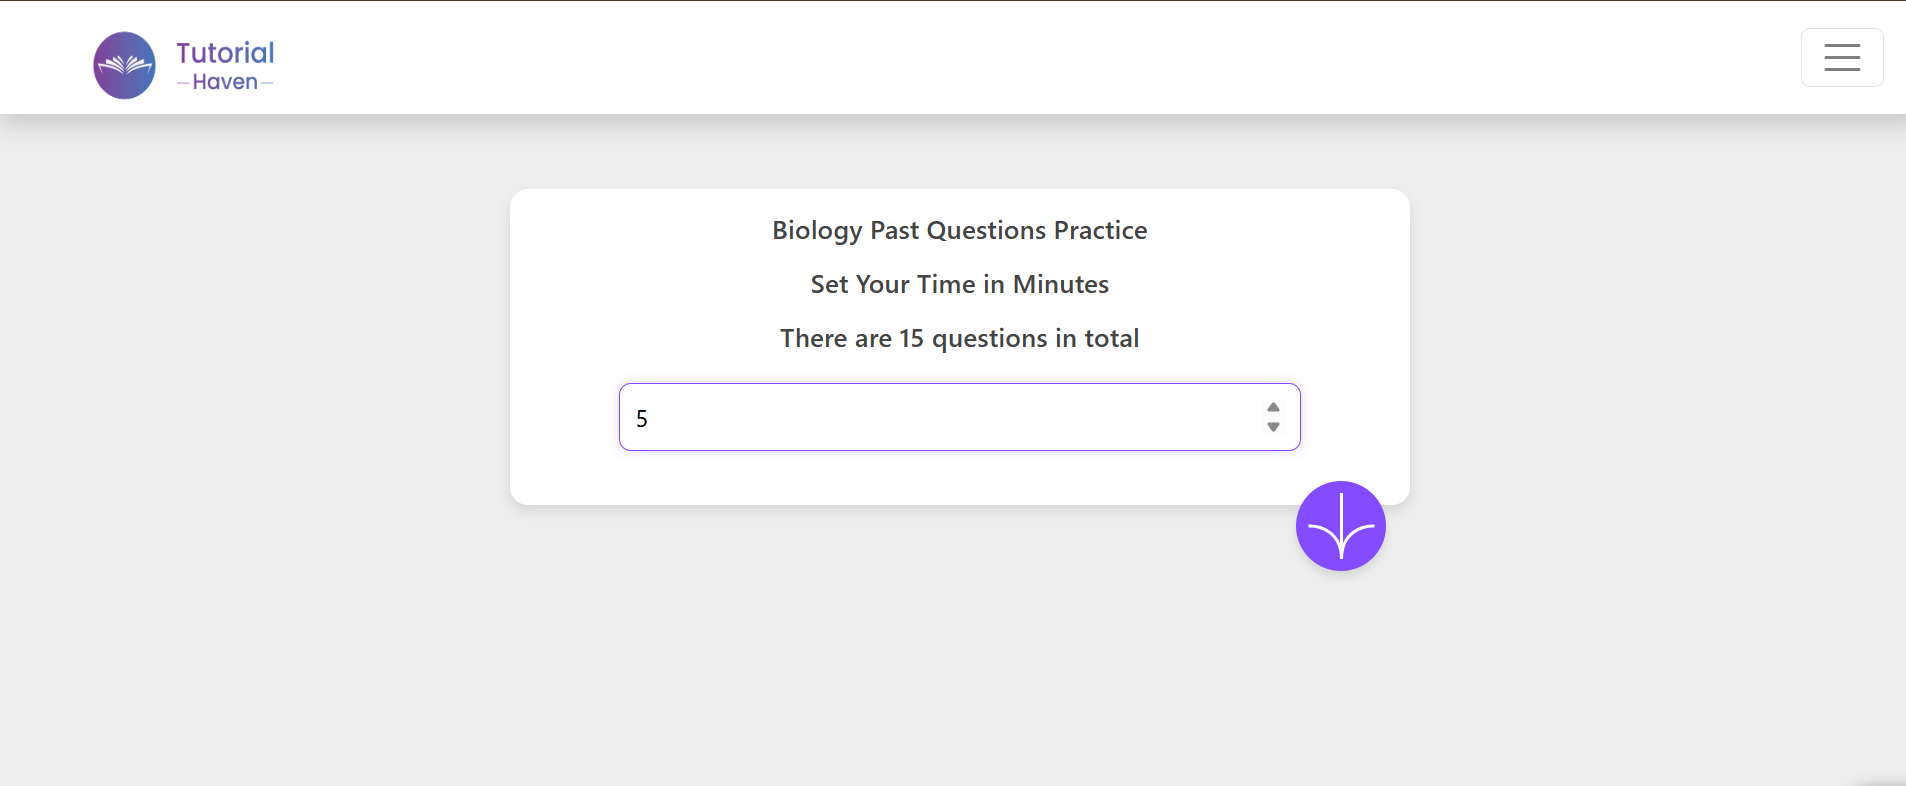 Tutorial
Haven
Biology Past Questions Practice
Set Your Time in Minutes
There are 15 questions in total
5